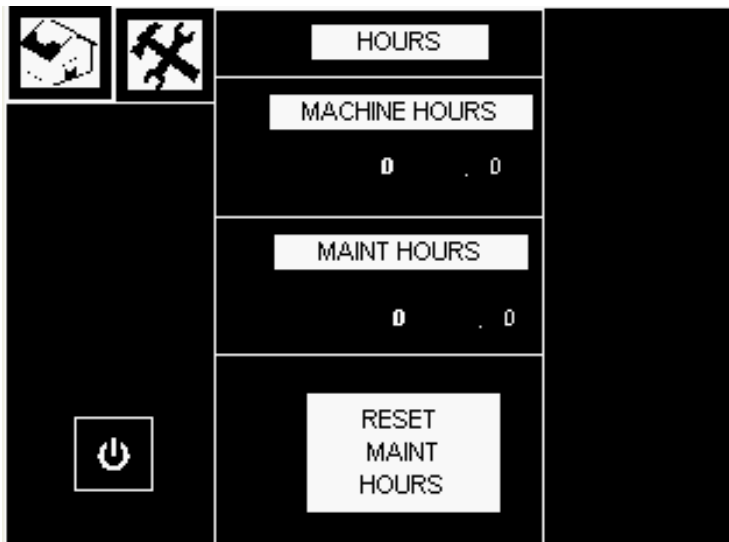 HOURS
MACHINE HOURS
0 . 0
MAINT HOURS
0 . 0
RESET
MAINT
HOURS